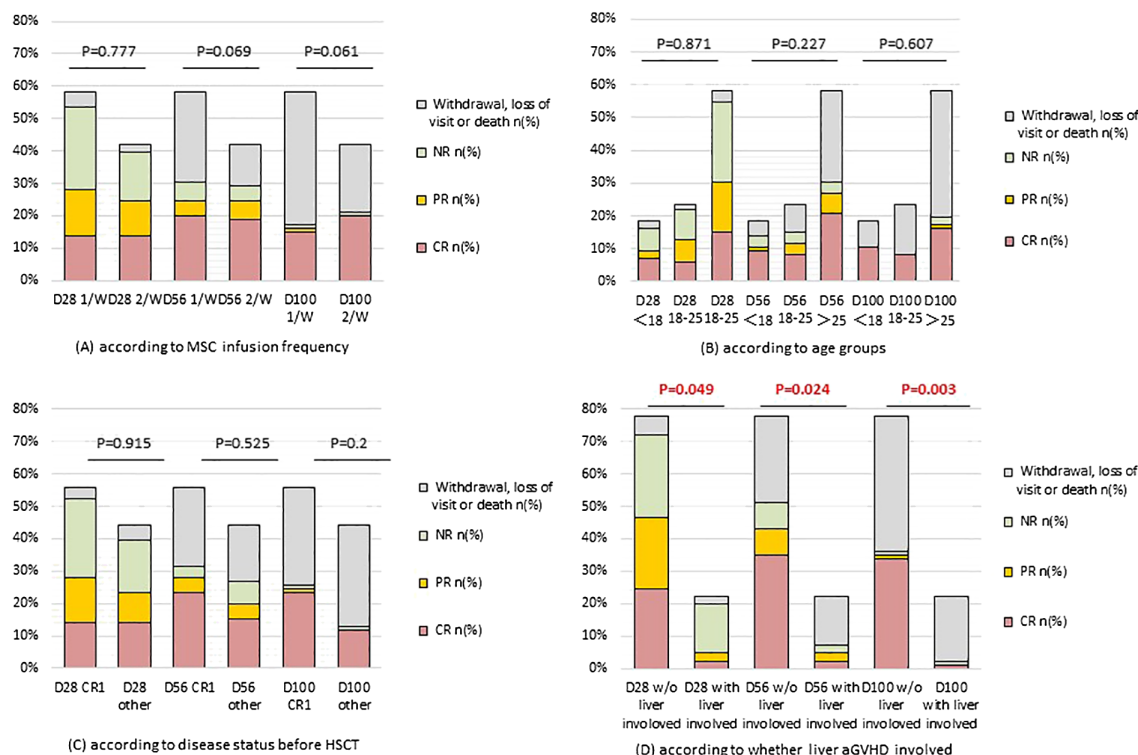 80%
70%
60%
50%
40%
30%
20%
10%
0%
P=0.777
P=0.069
P=0.061
D28 1/W
D28 2/W
D56 1/W
D56 2/W
D100
1/W
D100
2/W
Withdrawal, loss of
visit or death n(%)
NR n(%)
PR n(%)
CR n(%)
(A) according to MSC infusion frequency
80%
70%
60%
50%
40%
30%
20%
10%
0%
P=0.871
P=0.227
P=0.607
D28
<18
D28
18-25
D28
18-25
D56
<18
D56
18-25
D56
>25
D100
<18
D100
18-25
D100
>25
Withdrawal, loss of
visit or death n(%)
NR n(%)
PR n(%)
CR n(%)
(B) according to age groups
80%
70%
60%
50%
40%
30%
20%
10%
0%
P=0.915
P=0.525
P=0.2
D28 CR1
D28
other
D56 CR1
D56
other
D100
CR1
D100
other
Withdrawal, loss of
visit or death n(%)
NR n(%)
PR n(%)
CR n(%)
(C) according to disease status before HSCT
P=0.049
P=0.024
P=0.003
80%
70%
60%
50%
40%
30%
20%
10%
0%
D28 w/o
liver
involoved
D28 with
liver
involved
D56 w/o
liver
involved
D56 with
liver
involved
D100 w/o
liver
involved
D100
with liver
involved
Withdrawal, loss of
visit or death n(%)
NR n(%)
PR n(%)
CR n(%)
(D) according to whether liver aGVHD involved